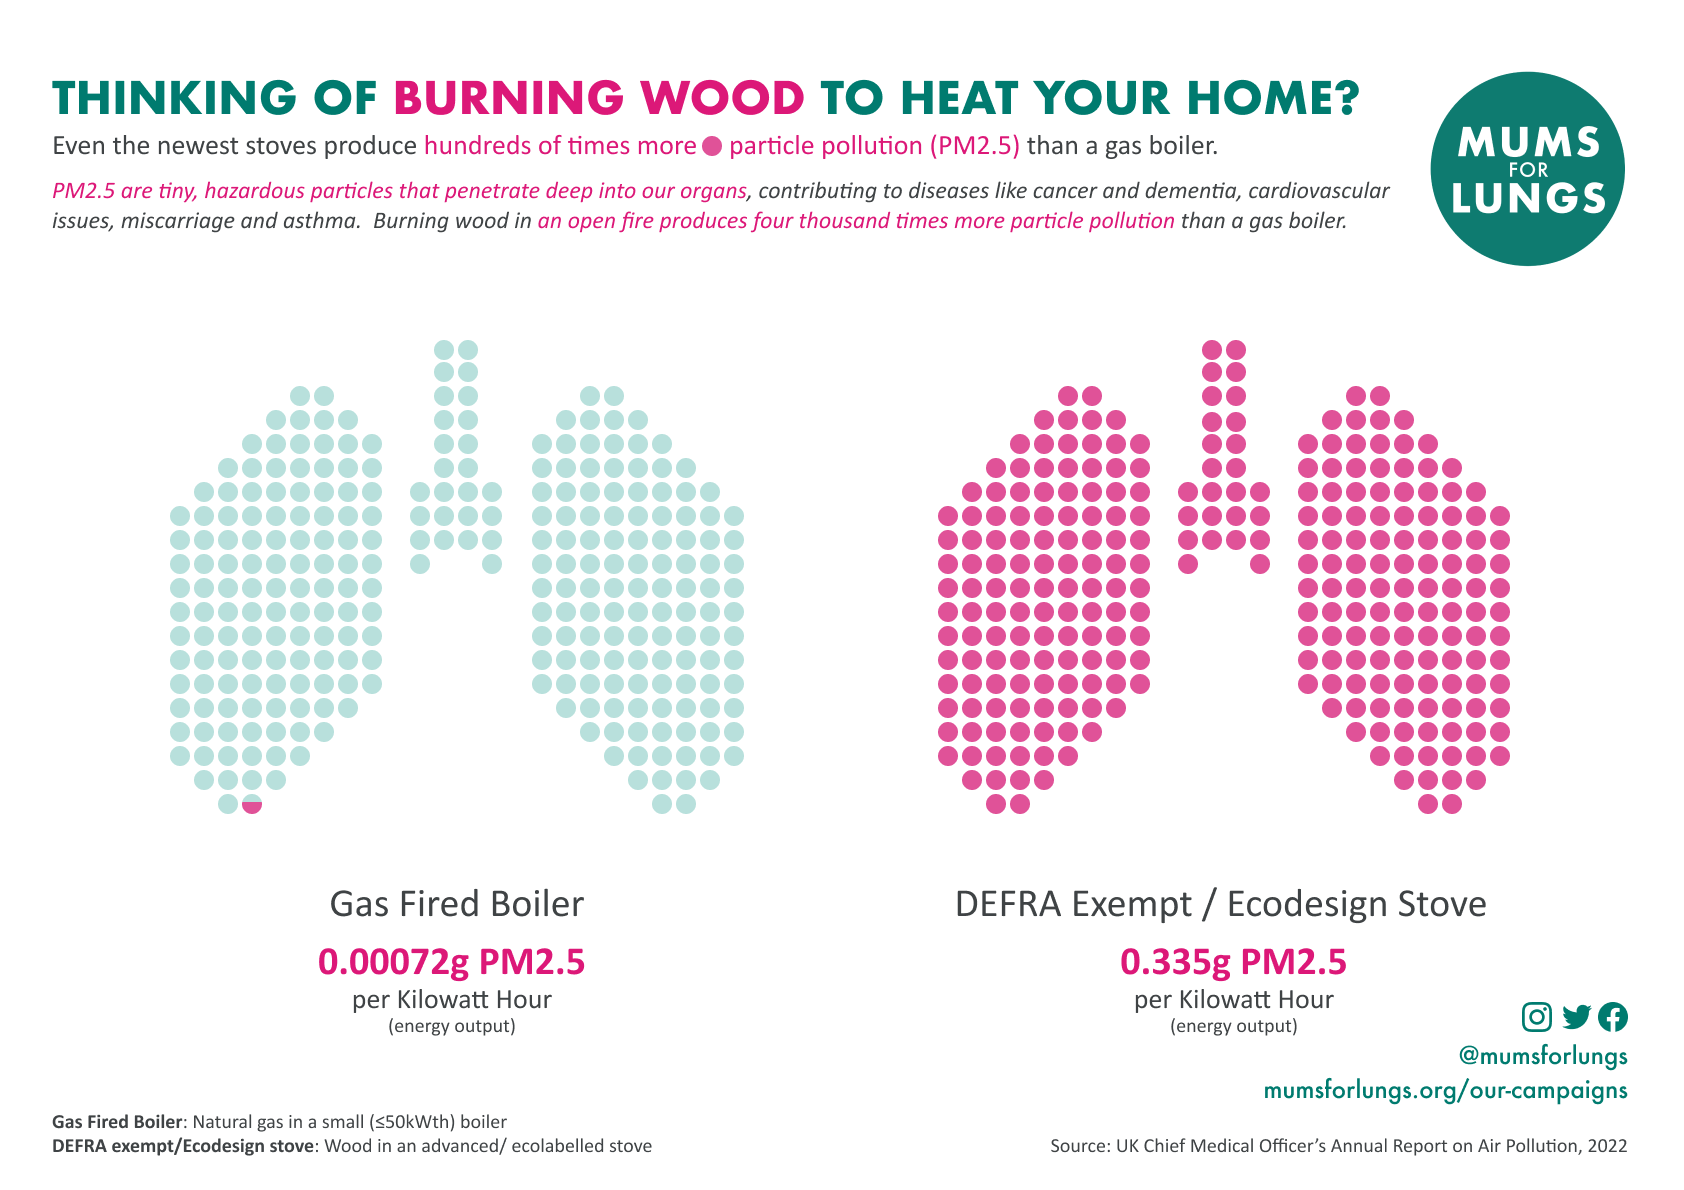 THINKING OF BURNING WOOD TO HEAT YOUR HOME?
Even the newest stoves produce hundreds of times more particle pollution (PM2.5) than a gas boiler.
PM2.5 are tiny, hazardous particles that penetrate deep into our organs, contributing to diseases like cancer and dementia, cardiovascular
issues, miscarriage and asthma. Burning wood in an open fire produces four thousand times more particle pollution than a gas boiler.
MUMS
FOR
LUNGS
Gas Fired Boiler
0.00072g PM2.5
per Kilowatt Hour
(energy output)
DEFRA Exempt / Ecodesign Stove
0.335g PM2.5
per Kilowatt Hour
(energy output)
@mumsforlungs
mumsforlungs.org/our-campaigns
Gas Fired Boiler: Natural gas in a small (≤50kWth) boiler
DEFRA exempt/Ecodesign stove: Wood in an advanced/ ecolabelled stove
Source: UK Chief Medical Officer's Annual Report on Air Pollution, 2022